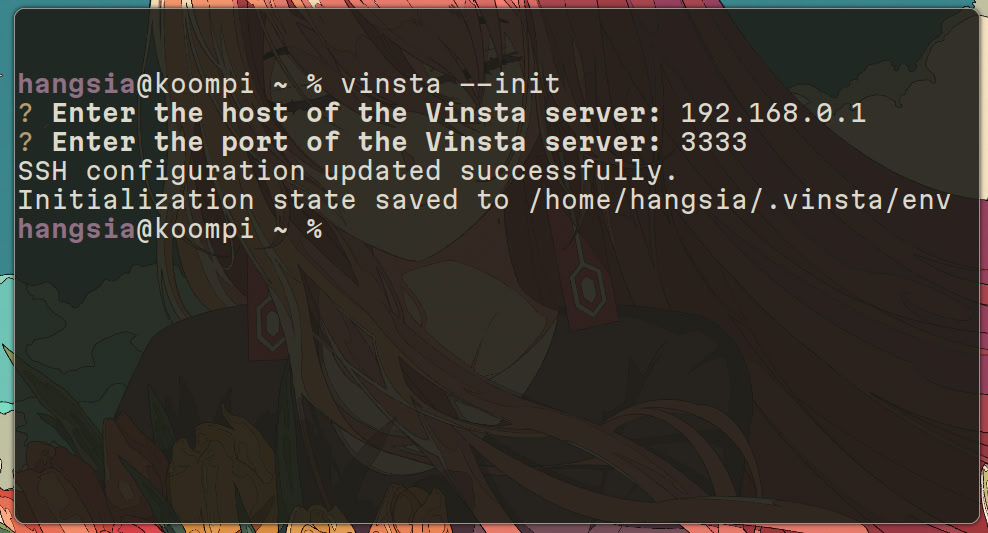 hangsia@koompi ~ % vinsta --init
? Enter the host of the Vinsta server: 192.168.0.1
? Enter the port of the Vinsta server: 3333
SSH configuration updated successfully.
Initialization state saved to /home/hangsia/.vinsta/env
hangsia@koompi ~ %